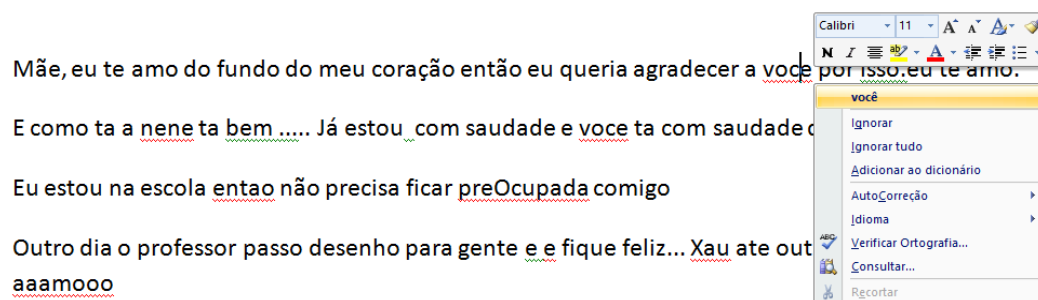 Calibri 11
Mãe, eu te amo do fundo do meu coração então eu queria agradecer a voce por isso.eu te amo.
você
E como ta a nene ta bem ..... Já estou com saudade e voce ta com saudade
Ignorar
Ignorar tudo
Adicionar ao dicionário
Eu estou na escola entao não precisa ficar preOcupada comigo
AutoCorreção
Idioma
Outro dia o professor passo desenho para gente e e fique feliz... Xau ate
Verificar Ortografia...
Consultar...
aaamooo
Recortar